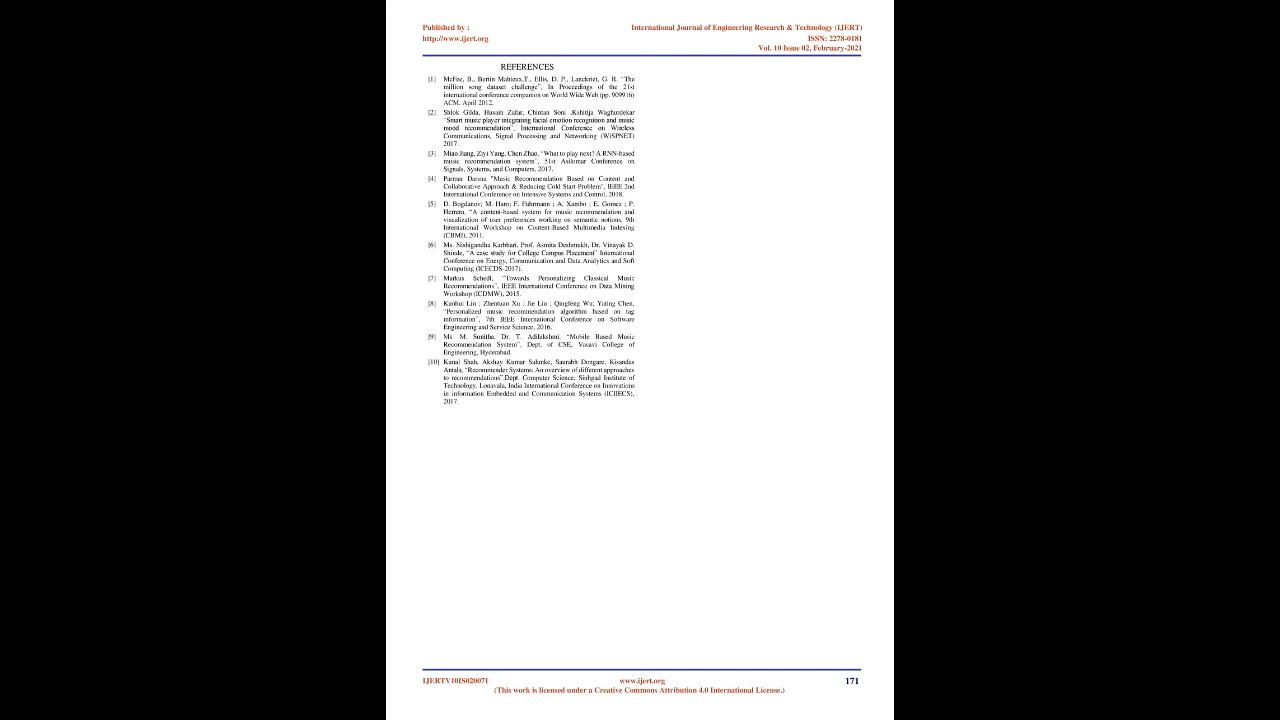 Published by :
http://www.ijert.org
International Journal of Engineering Research & Technology (IJERT)
ISSN: 2278-0181
Vol. 10 Issue 02, February-2021
REFERENCES
[1] McFee, B., Bertin Mahieux,T., Ellis, D. P., Lanckriet, G. R. "The
million song dataset challenge", In Proceedings of the 21st
international conference companion on World Wide Web (pp. 909916)
ACM. April 2012.
[2] Shlok Gilda, Husain Zafar, Chintan Soni ,Kshitija Waghurdekar
"Smart music player integrating facial emotion recognition and music
mood recommendation", International Conference on Wireless
Communications, Signal Processing and Networking (WiSPNET)
2017.
[3] Miao Jiang, Ziyi Yang, Chen Zhao, "What to play next? A RNN-based
music recommendation system", 51st Asilomar Conference on
Signals, Systems, and Computers, 2017.
[4] Parmar Darsna "Music Recommendation Based on Content and
Collaborative Approach & Reducing Cold Start Problem", IEEE 2nd
International Conference on Intensive Systems and Control, 2018.
[5] D. Bogdanov; M. Haro; F. Fuhrmann ; A. Xambo ; E. Gomez ; P.
Herrera, "A content-based system for music recommendation and
visualization of user preferences working on semantic notions, 9th
International Workshop on Content-Based Multimedia Indexing
(CBMI), 2011.
[6] Ms. Nishigandha Karbhari, Prof. Asmita Deshmukh, Dr. Vinayak D.
Shinde, "A case study for College Campus Placement" International
Conference on Energy, Communication and Data Analytics and Soft
Computing (ICECDS-2017).
[7] Markus Schedl, "Towards Personalizing Classical Music
Recommendations", IEEE International Conference on Data Mining
Workshop (ICDMW), 2015.
[8] Kunhui Lin ; Zhentuan Xu ; Jie Liu ; Qingfeng Wu; Yating Chen,
"Personalized music recommendation algorithm based on tag
information", 7th IEEE International Conference on Software
Engineering and Service Science, 2016.
[9] Ms. M. Sunitha, Dr. T. Adilakshmi, "Mobile Based Music
Recommendation System", Dept. of CSE, Vasavi College of
Engineering, Hyderabad.
[10] Kunal Shah, Akshay Kumar Salunke, Saurabh Dongare, Kisandas
Antala, "Recommender Systems: An overview of different approaches
to recommendations".Dept. Computer Science, Sinhgad Institute of
Technology, Lonavala, India International Conference on Innovations
in information Embedded and Communication Systems (ICIIECS),
2017.
IJERTV10IS020071
www.ijert.org
171
(This work is licensed under a Creative Commons Attribution 4.0 International License.)